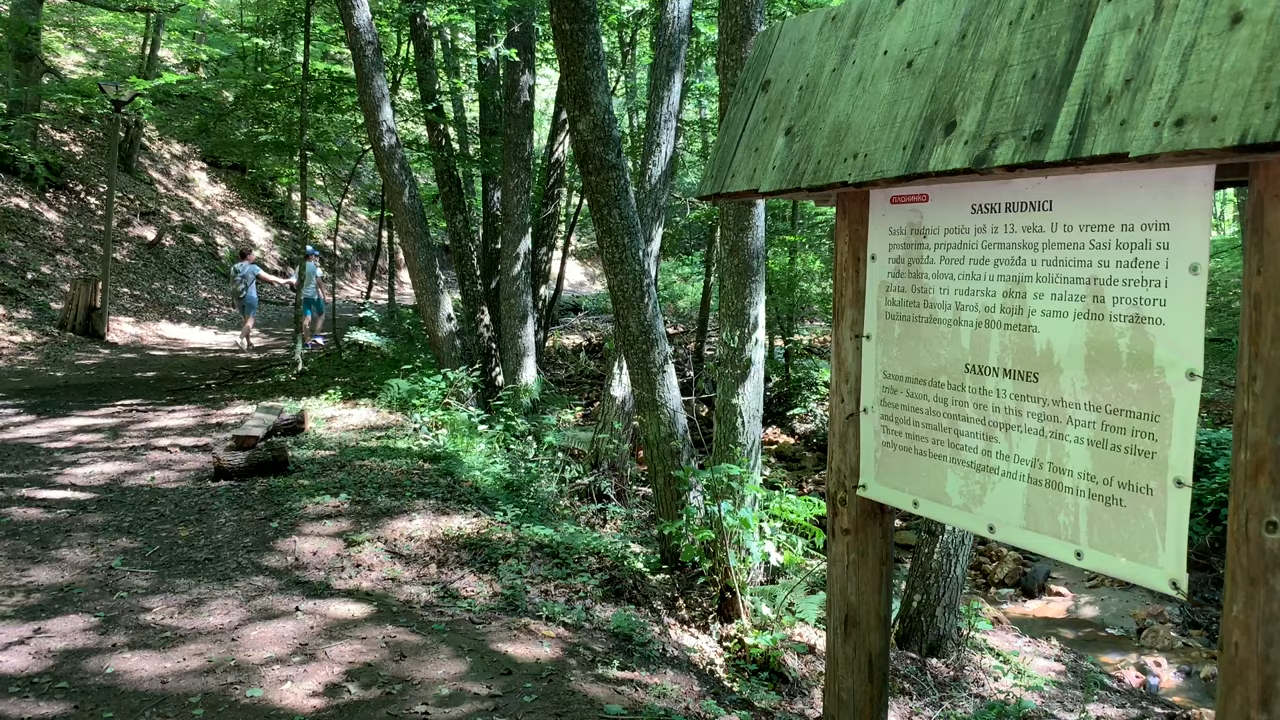 планинка
SASKI RUDNICI
Saski rudnici potiču još iz 13. veka. U to vreme na ovim
prostorima, pripadnici Germanskog plemena Sasi kopali su
rudu gvožđa. Pored rude gvožđa u rudnicima su nađene i
rude: bakra, olova, cinka i u manjim količinama rude srebra i
zlata. Ostaci tri rudarska okna se nalaze na prostoru
lokaliteta Đavolja Varoš, od kojih je samo jedno istraženo.
Dužina istraženog okna je 800 metara.
SAXON MINES
Saxon mines date back to the 13 century, when the Germanic
tribe - Saxon, dug iron ore in this region. Apart from iron,
these mines also contained copper, lead, zinc, as well as silver
and gold in smaller quantities.
Three mines are located on the Devil's Town site, of which
only one has been investigated and it has 800m in lenght.